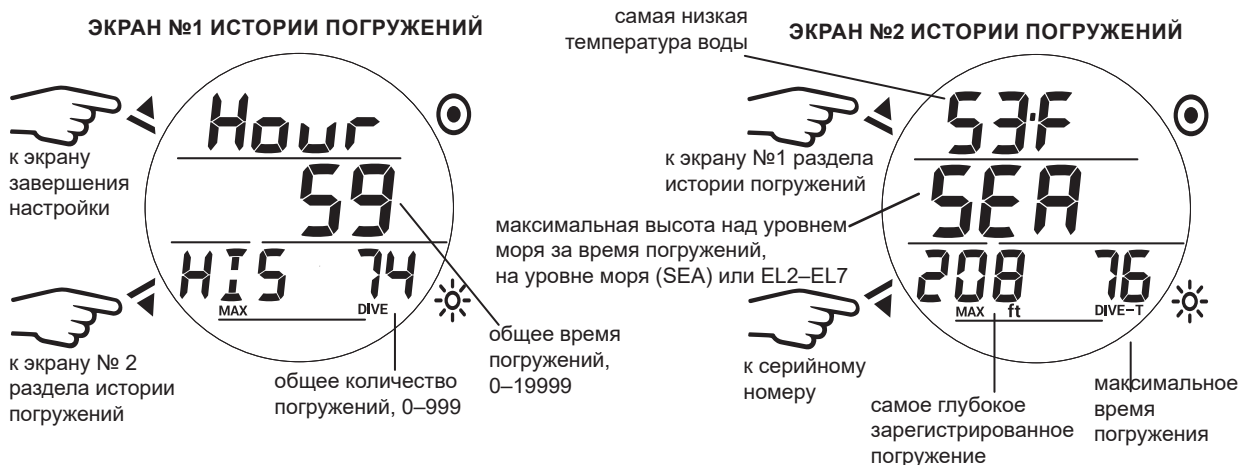 ЭКРАН №1 ИСТОРИИ ПОГРУЖЕНИЙ
Hour
59
HIS 74
MAX DIVE
к экрану
завершения
настройки
к экрану № 2
раздела истории
погружений
общее количество
погружений, 0–999
общее время
погружений,
0–19999
самая низкая
температура воды
ЭКРАН №2 ИСТОРИИ ПОГРУЖЕНИЙ
53·F
SEA
208 76
MAX ft DIVE–T
к экрану №1 раздела
истории погружений
максимальная высота над уровнем
моря за время погружений,
на уровне моря (SEA) или EL2–EL7
к серийному
номеру
самое глубокое
зарегистрированное
погружение
максимальное
время
погружения